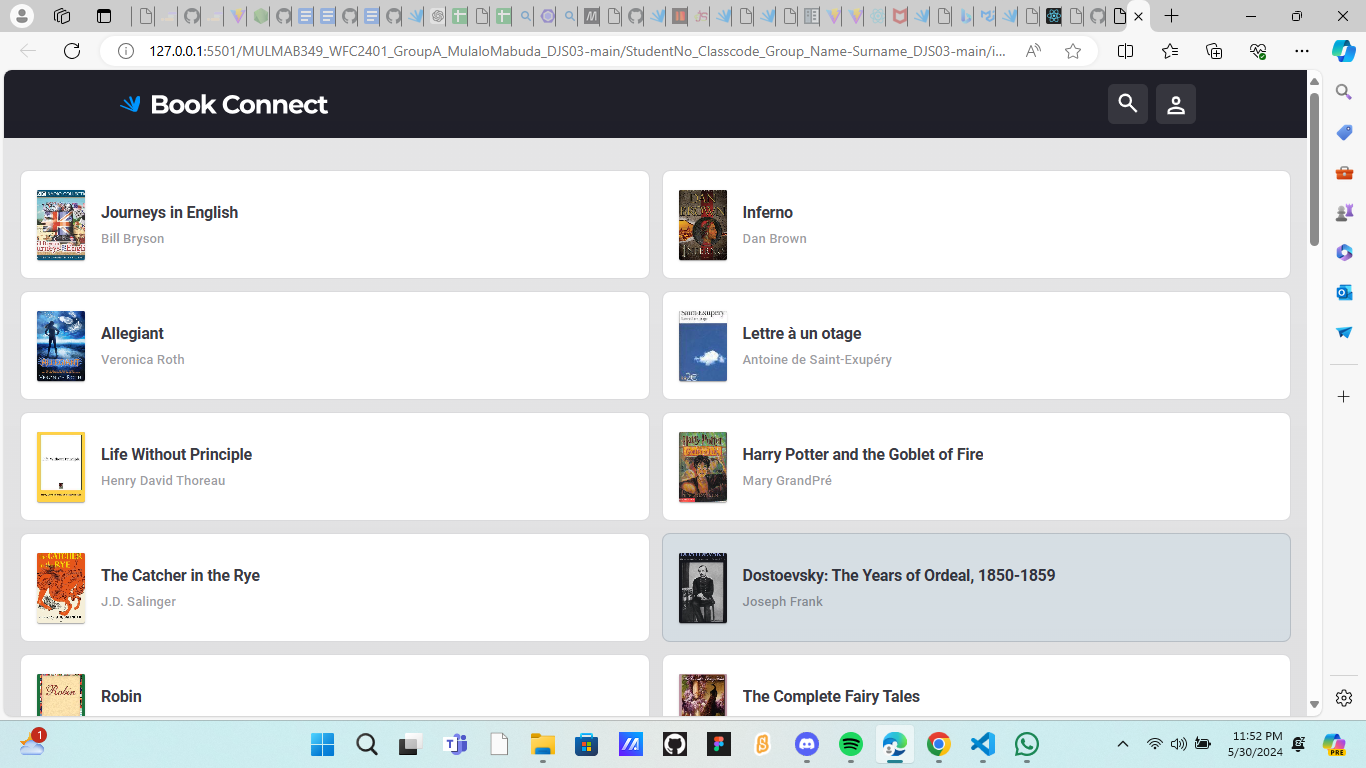 127.0.0.1:5501/MULMAB349_WFC2401_GroupA_MulaloMabuda_DJS03-main/StudentNo_Classcode_Group_Name-Surname_DJS03-main/i...
Book Connect
Journeys in English
Bill Bryson
Inferno
Dan Brown
Allegiant
Veronica Roth
Lettre à un otage
Antoine de Saint-Exupéry
Life Without Principle
Henry David Thoreau
Harry Potter and the Goblet of Fire
Mary GrandPré
The Catcher in the Rye
J.D. Salinger
Dostoevsky: The Years of Ordeal, 1850-1859
Joseph Frank
Robin
Robin
The Complete Fairy Tales
1
11:52 PM
5/30/2024
PRE